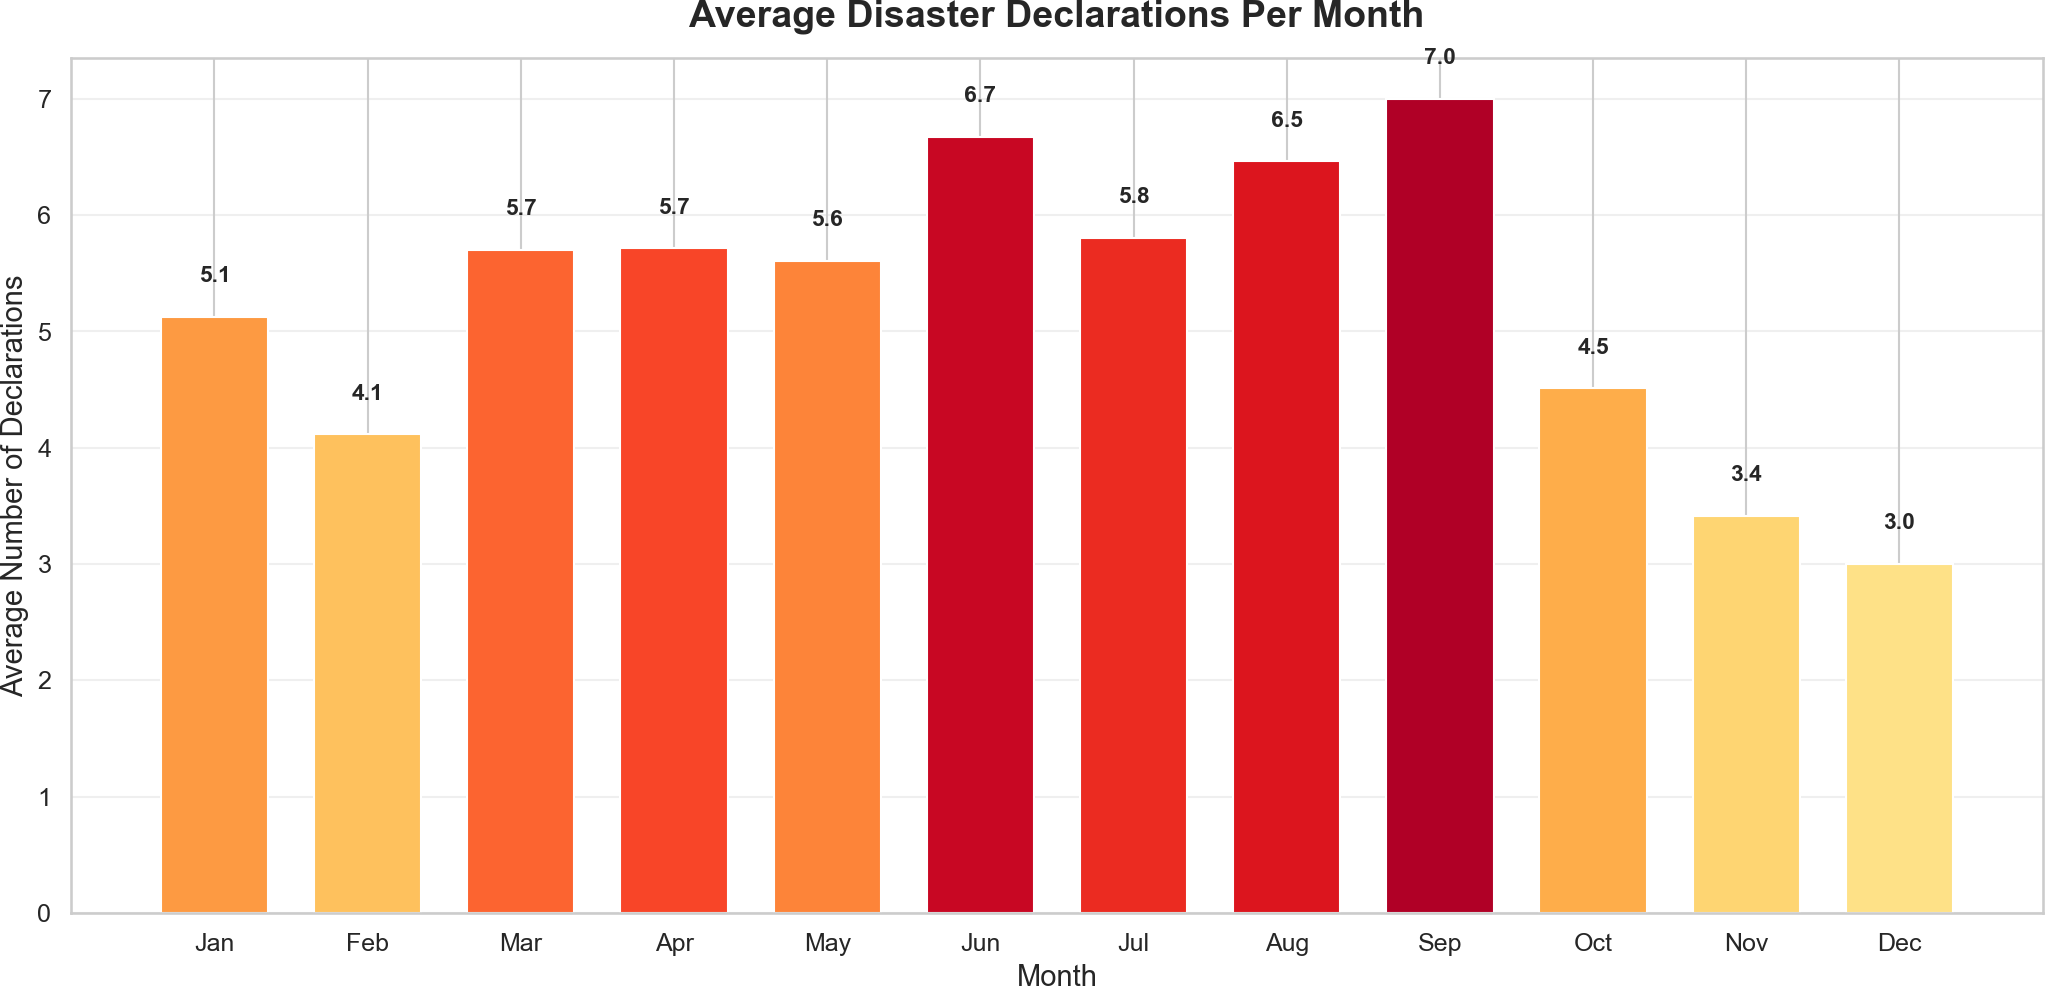 Average Disaster Declarations Per Month
Average Number of Declarations
7
6
5
4
3
2
1
0
5.1
4.1
5.7
5.7
5.6
6.7
5.8
6.5
7.0
4.5
3.4
3.0
Jan
Feb
Mar
Apr
May
Jun
Jul
Aug
Sep
Oct
Nov
Dec
Month